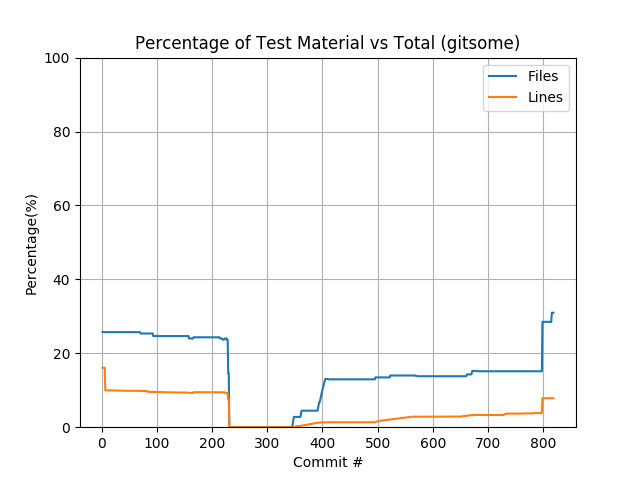 Percentage of Test Material vs Total (gitsome)
Files
Lines
100
80
60
40
20
0
Percentage(%)
0 100 200 300 400 500 600 700 800
Commit #